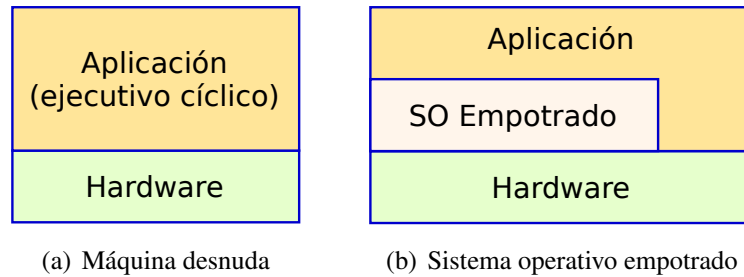 Aplicación
(ejecutivo cíclico)
Hardware
(a) Máquina desnuda
Aplicación
SO Empotrado
Hardware
(b) Sistema operativo empotrado